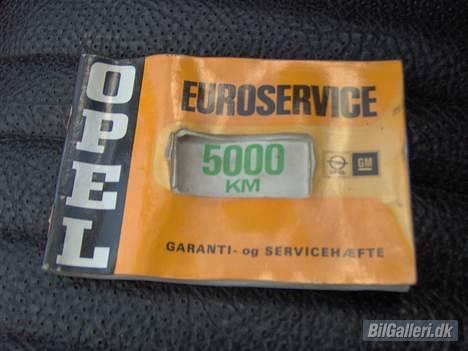 OPEL
EUROSERVICE
5000
KM
GM
GARANTI- og SERVICEHÆFTE
BilGalleri.dk